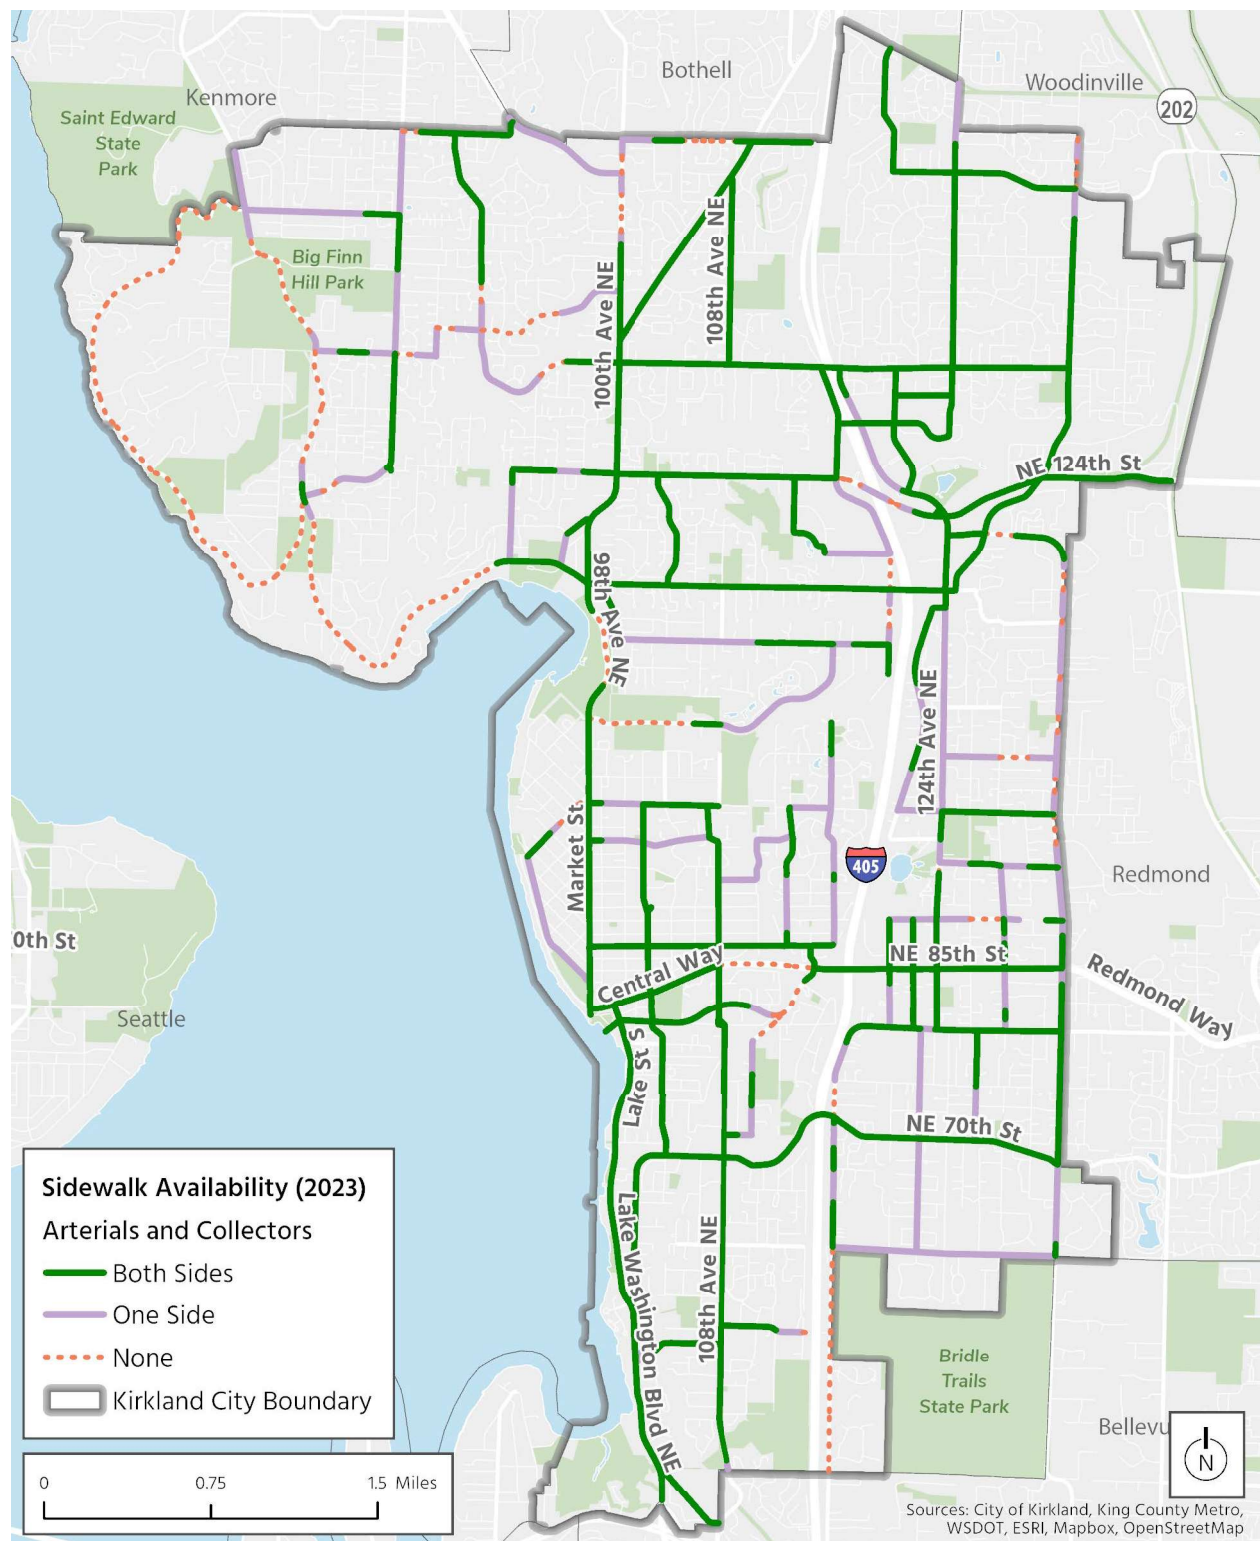 Bothell
Woodinville
202
Kenmore
Saint Edward
State
Park
Big Finn
Hill Park
100th Ave NE
108th Ave NE
NE 124th St
98th Ave NE
124th Ave NE
Market St
405
Redmond
0th St
NE 85th St
Central Way
Redmond Way
Seattle
Lake St S
NE 70th St
Lake Washington Blvd NE
108th Ave NE
Bridle
Trails
State Park
Bellevu
Sidewalk Availability (2023)
Arterials and Collectors
Both Sides
One Side
None
Kirkland City Boundary
0 0.75 1.5 Miles
N
Sources: City of Kirkland, King County Metro,
WSDOT, ESRI, Mapbox, OpenStreetMap